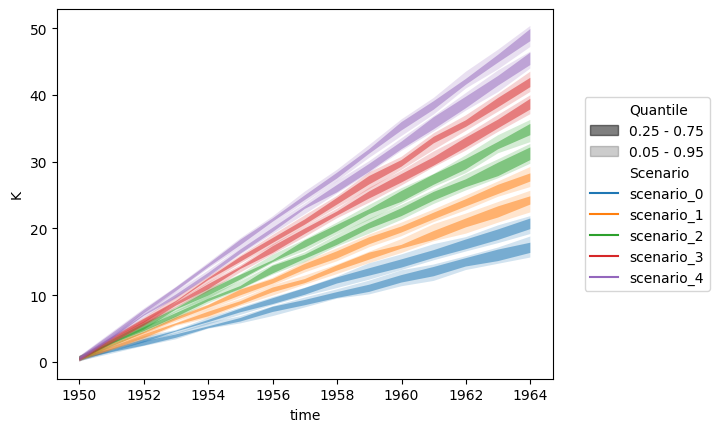 50
40
30
20
10
0
K
1950 1952 1954 1956 1958 1960 1962 1964
time
Quantile
0.25 - 0.75
0.05 - 0.95
Scenario
scenario_0
scenario_1
scenario_2
scenario_3
scenario_4